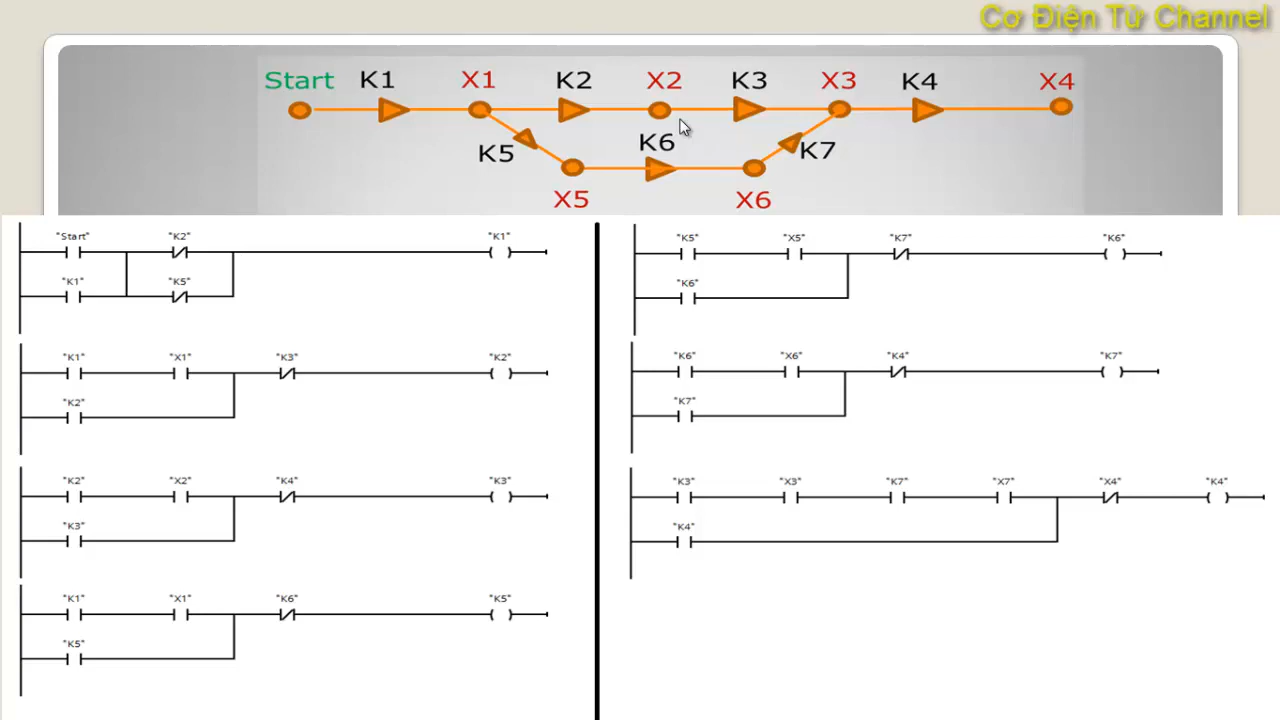 Cơ Điện Tử Channel
Start K1 X1 K2 X2 K3 X3 K4 X4
K5 K6 K7
X5 X6
"Start" "K2" "K1"
"K1" "K5"
"K1" "X1" "K3" "K2"
"K2"
"K2" "X2" "K4" "K3"
"K3"
"K1" "X1" "K6" "K5"
"K5"
"K5" "X5" "K7" "K6"
"K6"
"K6" "X6" "K4" "K7"
"K7"
"K3" "X3" "K7" "X7" "X4" "K4"
"K4"